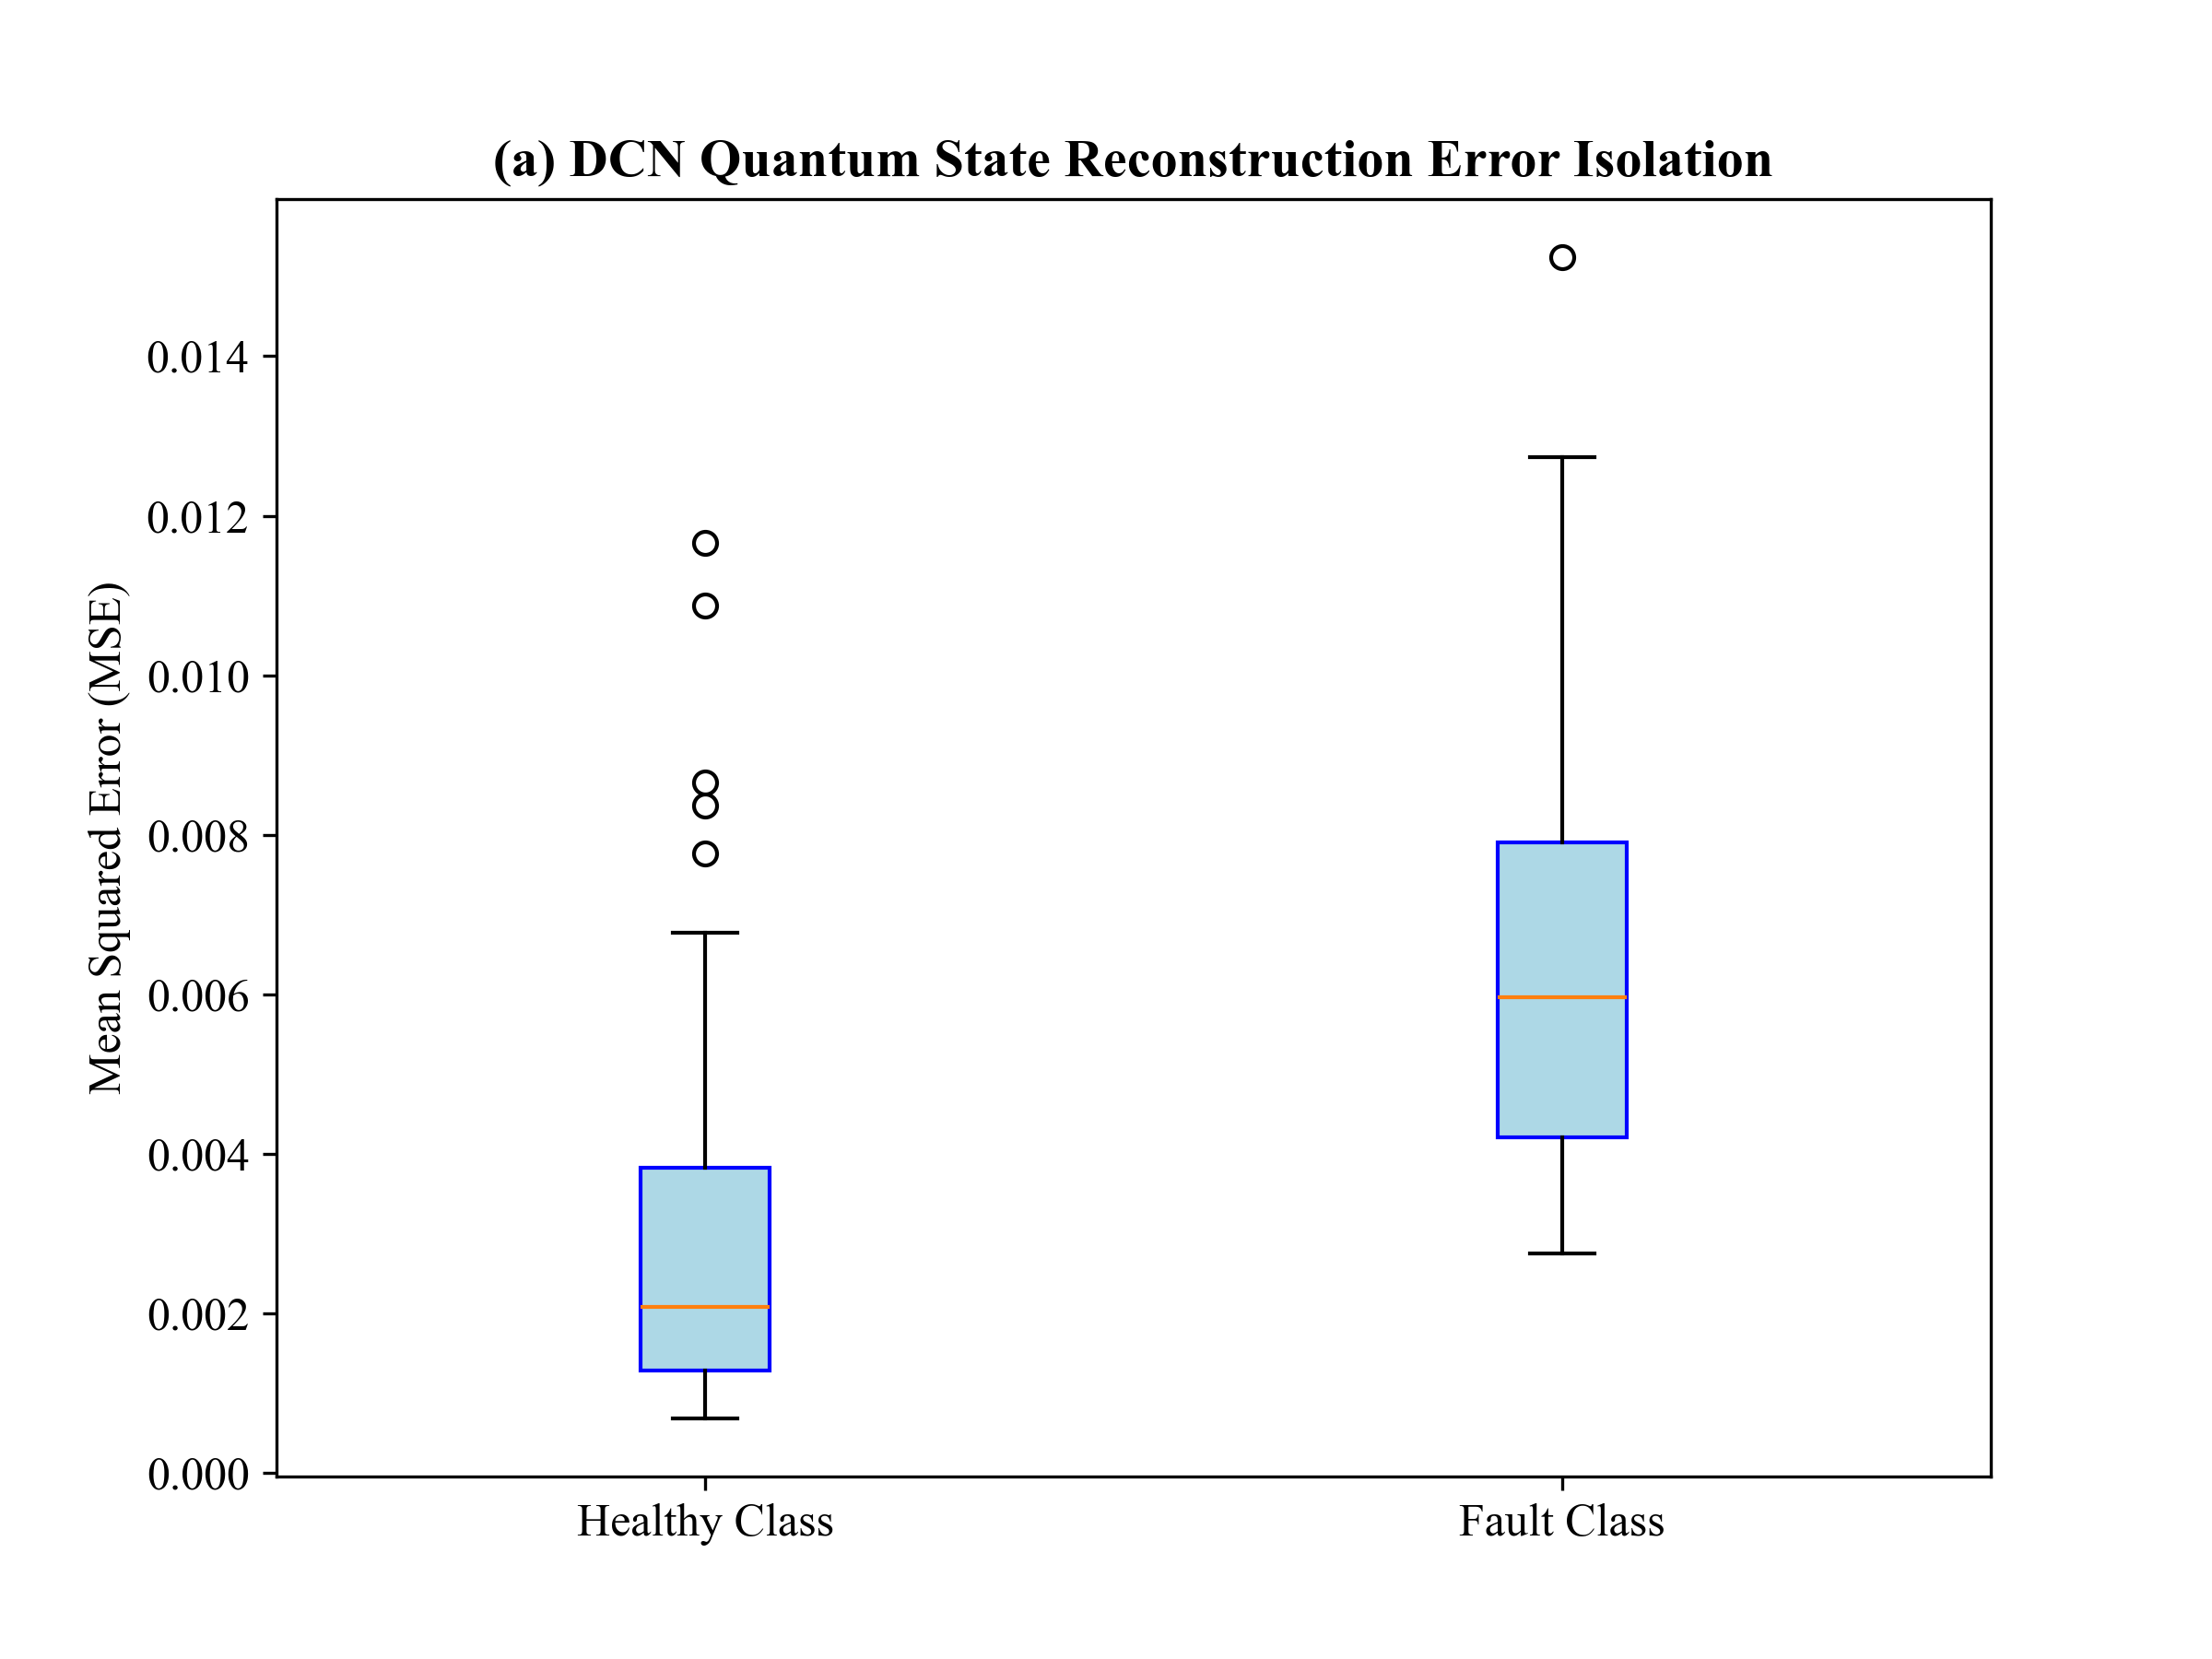 (a) DCN Quantum State Reconstruction Error Isolation
Mean Squared Error (MSE)
0.014
0.012
0.010
0.008
0.006
0.004
0.002
0.000
Healthy Class
Fault Class